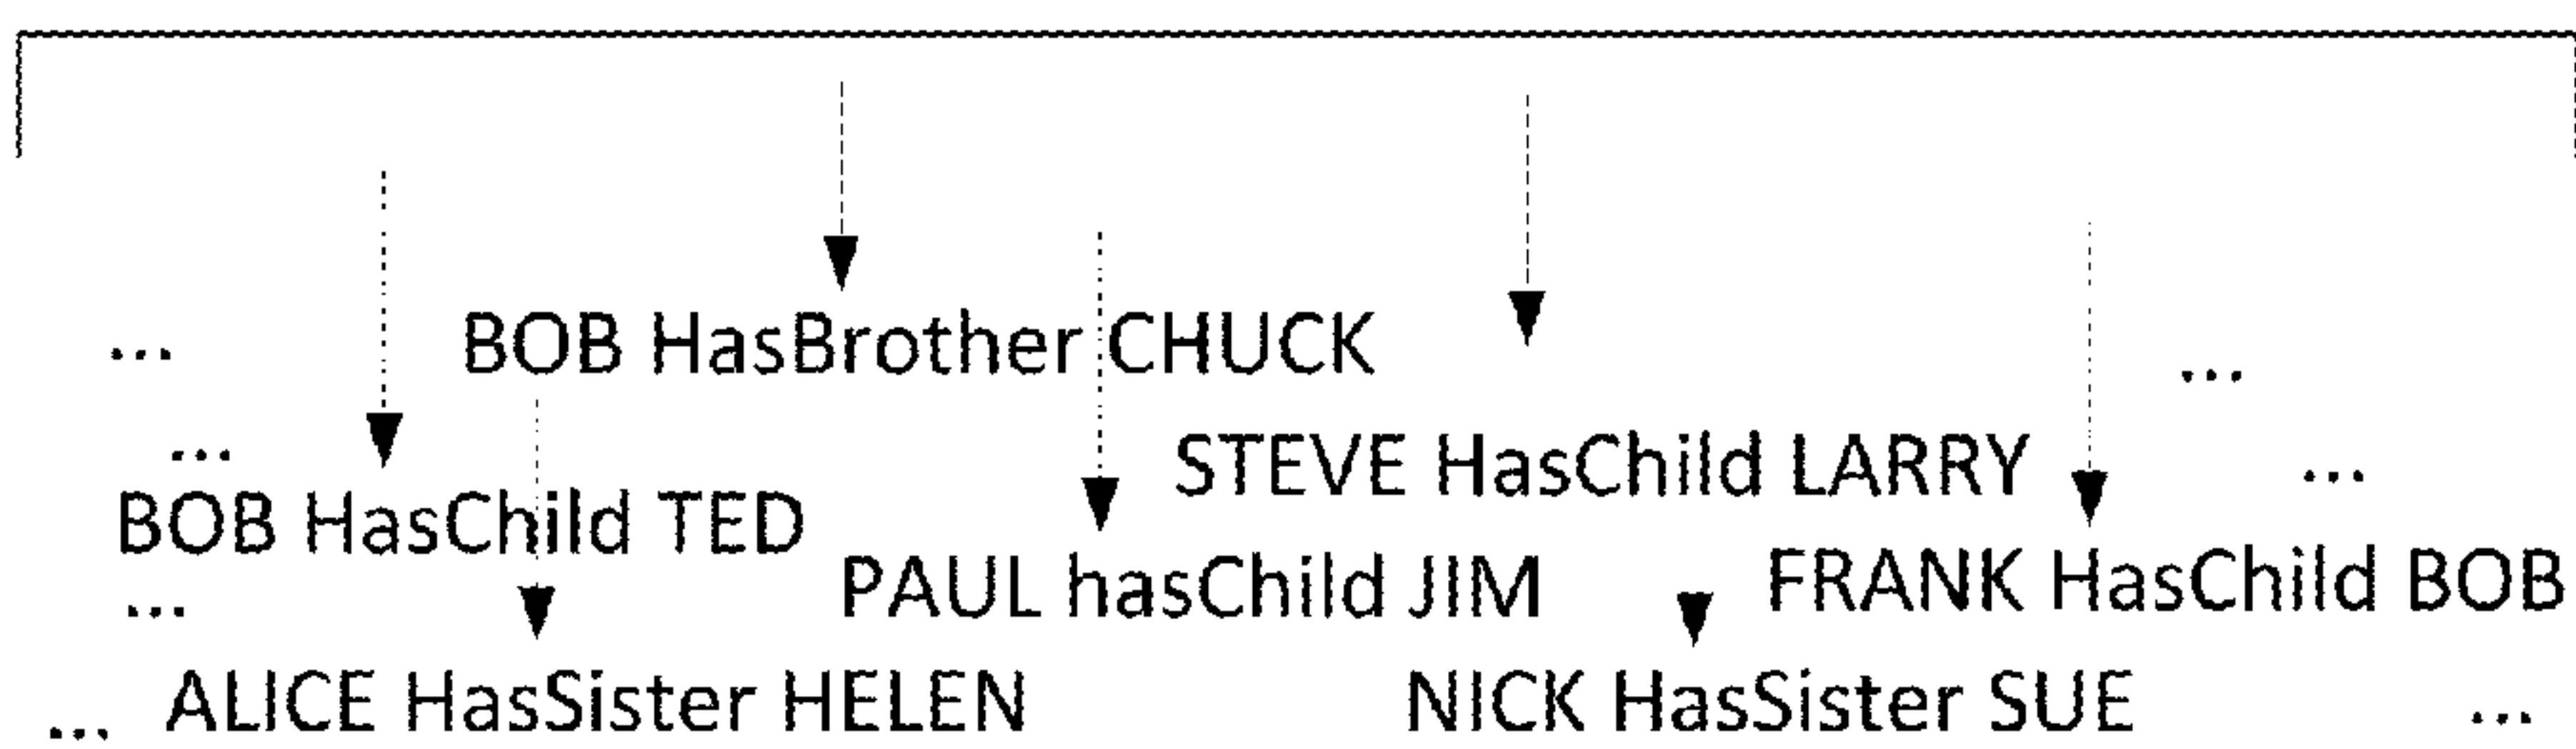 ... BOB HasBrother CHUCK ...
... STEVE HasChild LARRY ...
BOB HasChild TED
... PAUL hasChild JIM FRANK HasChild BOB
... ALICE HasSister HELEN NICK HasSister SUE ...